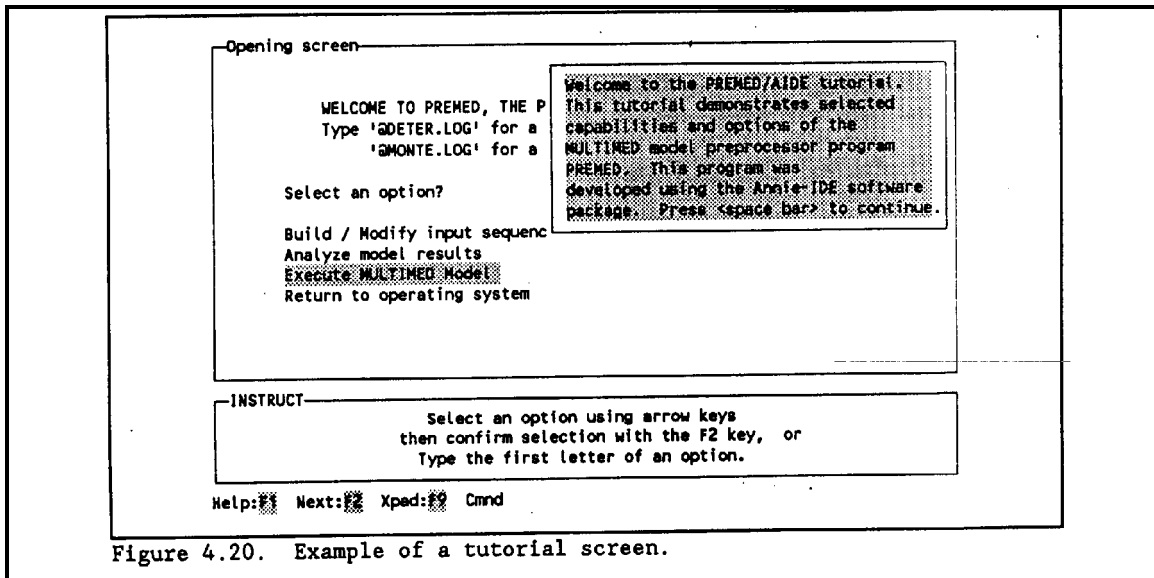 Opening screen
WELCOME TO PREMED, THE P
Type '@DETER.LOG' for a
'@MONTE.LOG' for a
Welcome to the PREMED/AIDE tutorial.
This tutorial demonstrates selected
capabilities and options of the
MULTIMED model preprocessor program
PREMED. This program was
developed using the Annie-IDE software
package. Press <space bar> to continue.
Select an option?
Build / Modify input sequenc
Analyze model results
Execute MULTIMED Model
Return to operating system
INSTRUCT
Select an option using arrow keys
then confirm selection with the F2 key, or
Type the first letter of an option.
Help:F1 Next:F2 Xpad:F9 Cmnd
Figure 4.20. Example of a tutorial screen.